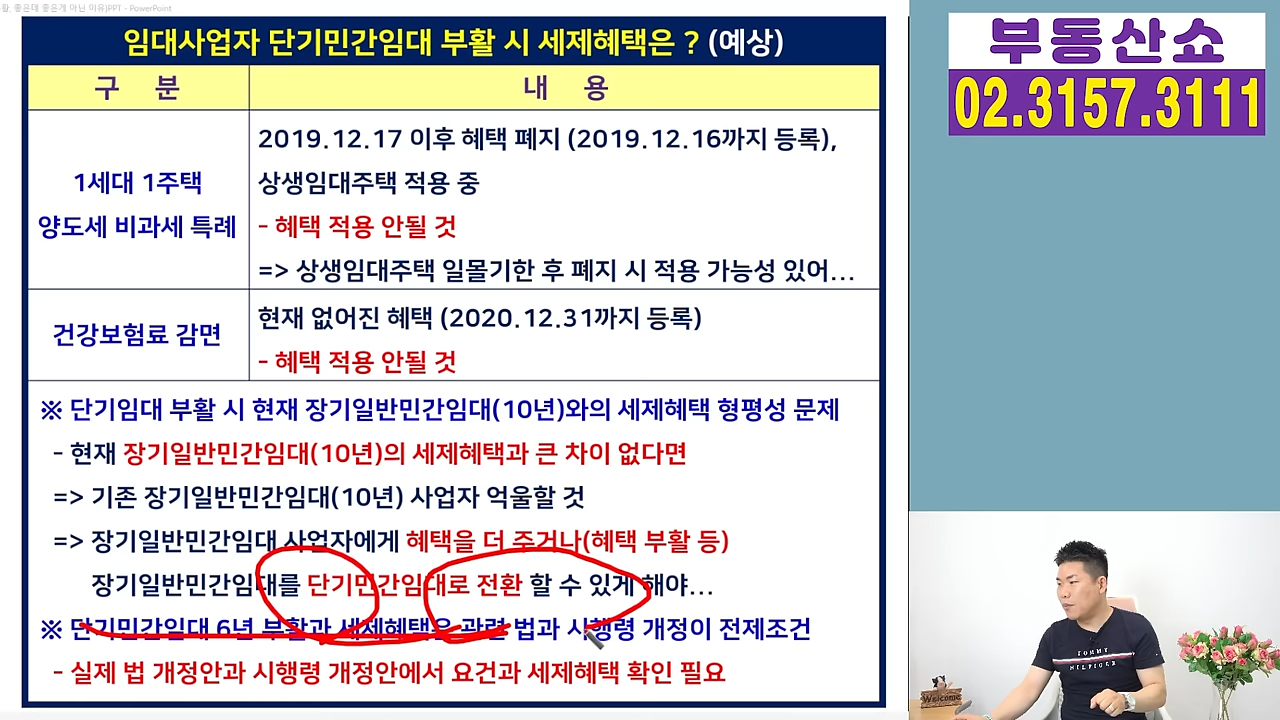 활, 좋은데 좋은게 아닌 이유)PPT - PowerPoint
임대사업자 단기민간임대 부활 시 세제혜택은 ? (예상)
구 분
내 용
1세대 1주택
양도세 비과세 특례
2019.12.17 이후 혜택 폐지 (2019.12.16까지 등록),
상생임대주택 적용 중
- 혜택 적용 안될 것
=> 상생임대주택 일몰기한 후 폐지 시 적용 가능성 있어...
건강보험료 감면
현재 없어진 혜택 (2020.12.31까지 등록)
- 혜택 적용 안될 것
※ 단기임대 부활 시 현재 장기일반민간임대(10년)와의 세제혜택 형평성 문제
- 현재 장기일반민간임대(10년)의 세제혜택과 큰 차이 없다면
=> 기존 장기일반민간임대(10년) 사업자 억울할 것
=> 장기일반민간임대 사업자에게 혜택을 더 주거나(혜택 부활 등)
장기일반민간임대를 단기민간임대로 전환 할 수 있게 해야...
※ 단기민간임대 6년 부활과 세제혜택은 관련 법과 시행령 개정이 전제조건
- 실제 법 개정안과 시행령 개정안에서 요건과 세제혜택 확인 필요
부동산쇼
02.3157.3111
TOMMY
HILFIGER
Welcome